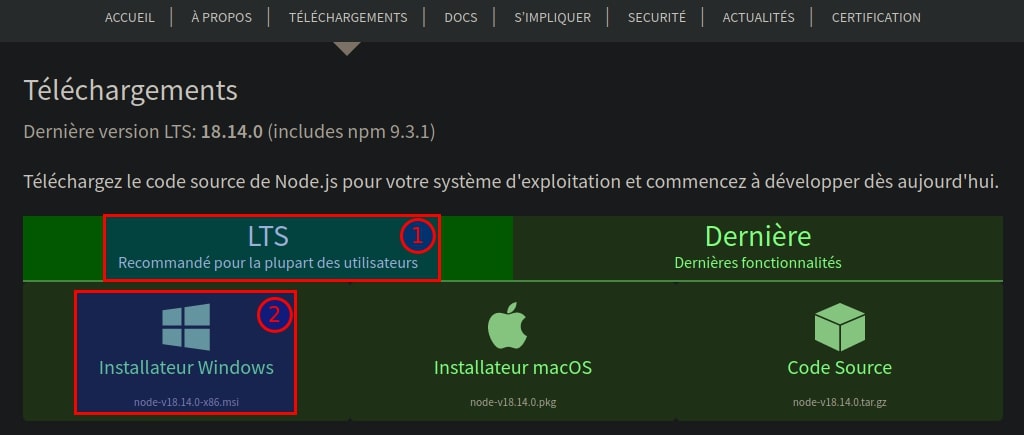 ACCUEIL | À PROPOS | TÉLÉCHARGEMENTS | DOCS | S'IMPLIQUER | SECURITÉ | ACTUALITÉS | CERTIFICATION
Téléchargements
Dernière version LTS: 18.14.0 (includes npm 9.3.1)
Téléchargez le code source de Node.js pour votre système d'exploitation et commencez à développer dès aujourd'hui.
LTS 1
Recommandé pour la plupart des utilisateurs
Dernière
Dernières fonctionnalités
2
Installateur Windows
node-v18.14.0-x86.msi
Installateur macOS
node-v18.14.0.pkg
Code Source
node-v18.14.0.tar.gz